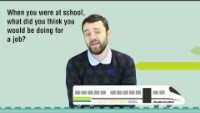 When you were at school,
what did you think you
would be doing for
a job?